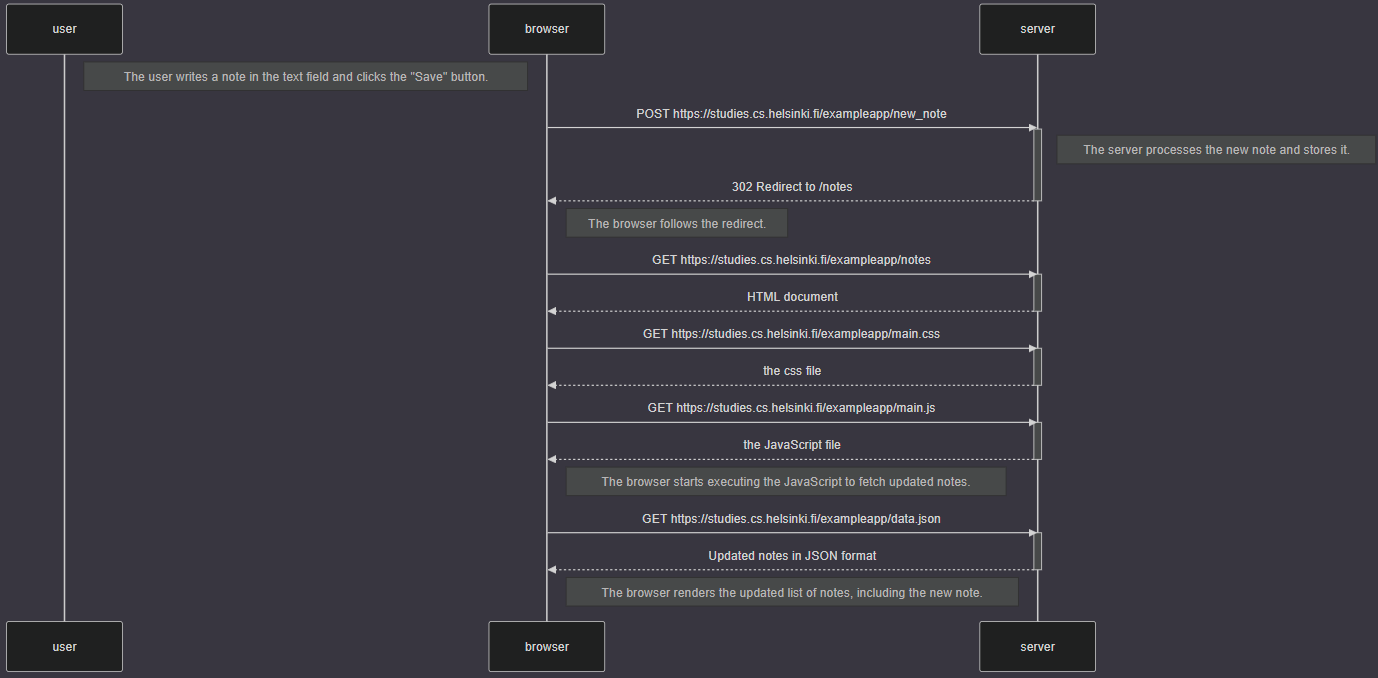 user
browser
server
The user writes a note in the text field and clicks the "Save" button.
POST https://studies.cs.helsinki.fi/exampleapp/new_note
The server processes the new note and stores it.
302 Redirect to /notes
The browser follows the redirect.
GET https://studies.cs.helsinki.fi/exampleapp/notes
HTML document
GET https://studies.cs.helsinki.fi/exampleapp/main.css
the css file
GET https://studies.cs.helsinki.fi/exampleapp/main.js
the JavaScript file
The browser starts executing the JavaScript to fetch updated notes.
GET https://studies.cs.helsinki.fi/exampleapp/data.json
Updated notes in JSON format
The browser renders the updated list of notes, including the new note.
user
browser
server